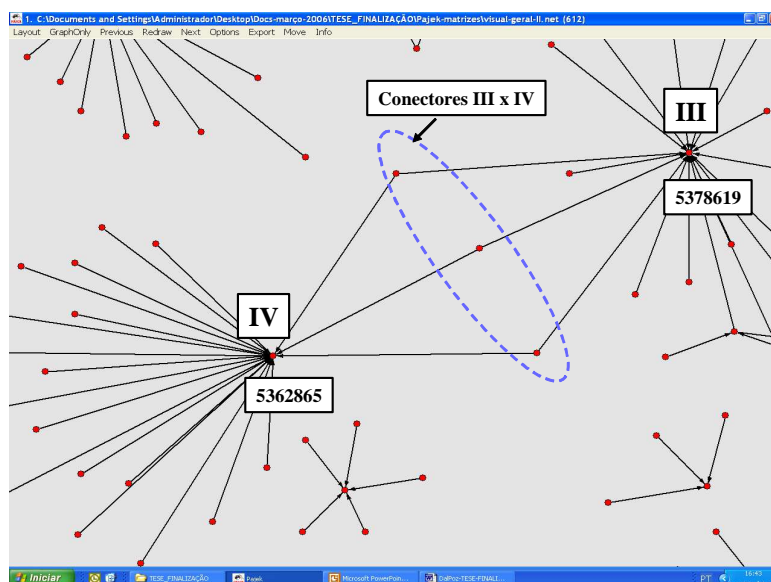 1. C:\Documents and Settings\Administrador\Desktop\Docs-março-2006\TESE_FINALIZAÇÃO\Pajek-matrizes\visual-geral-II.net (612)
Layout GraphOnly Previous Redraw Next Options Export Move Info
Conectores III x IV
III
5378619
IV
5362865
Iniciar TESE_FINALIZAÇÃO Pajek Microsoft PowerPoin... DalPoz-TESE-FINALI... PT 16:43